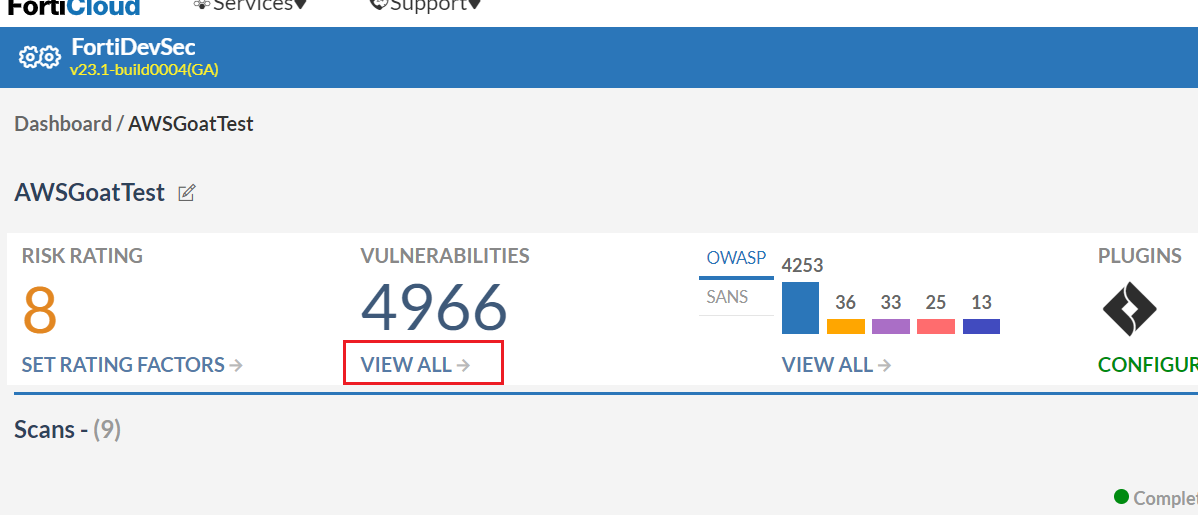 FortiCloud Services Support
FortiDevSec
v23.1-build0004(GA)
Dashboard / AWSGoatTest
AWSGoatTest
RISK RATING
8
SET RATING FACTORS
VULNERABILITIES
4966
VIEW ALL
OWASP
SANS
4253 36 33 25 13
VIEW ALL
PLUGINS
CONFIGUR
Scans - (9)
Complet